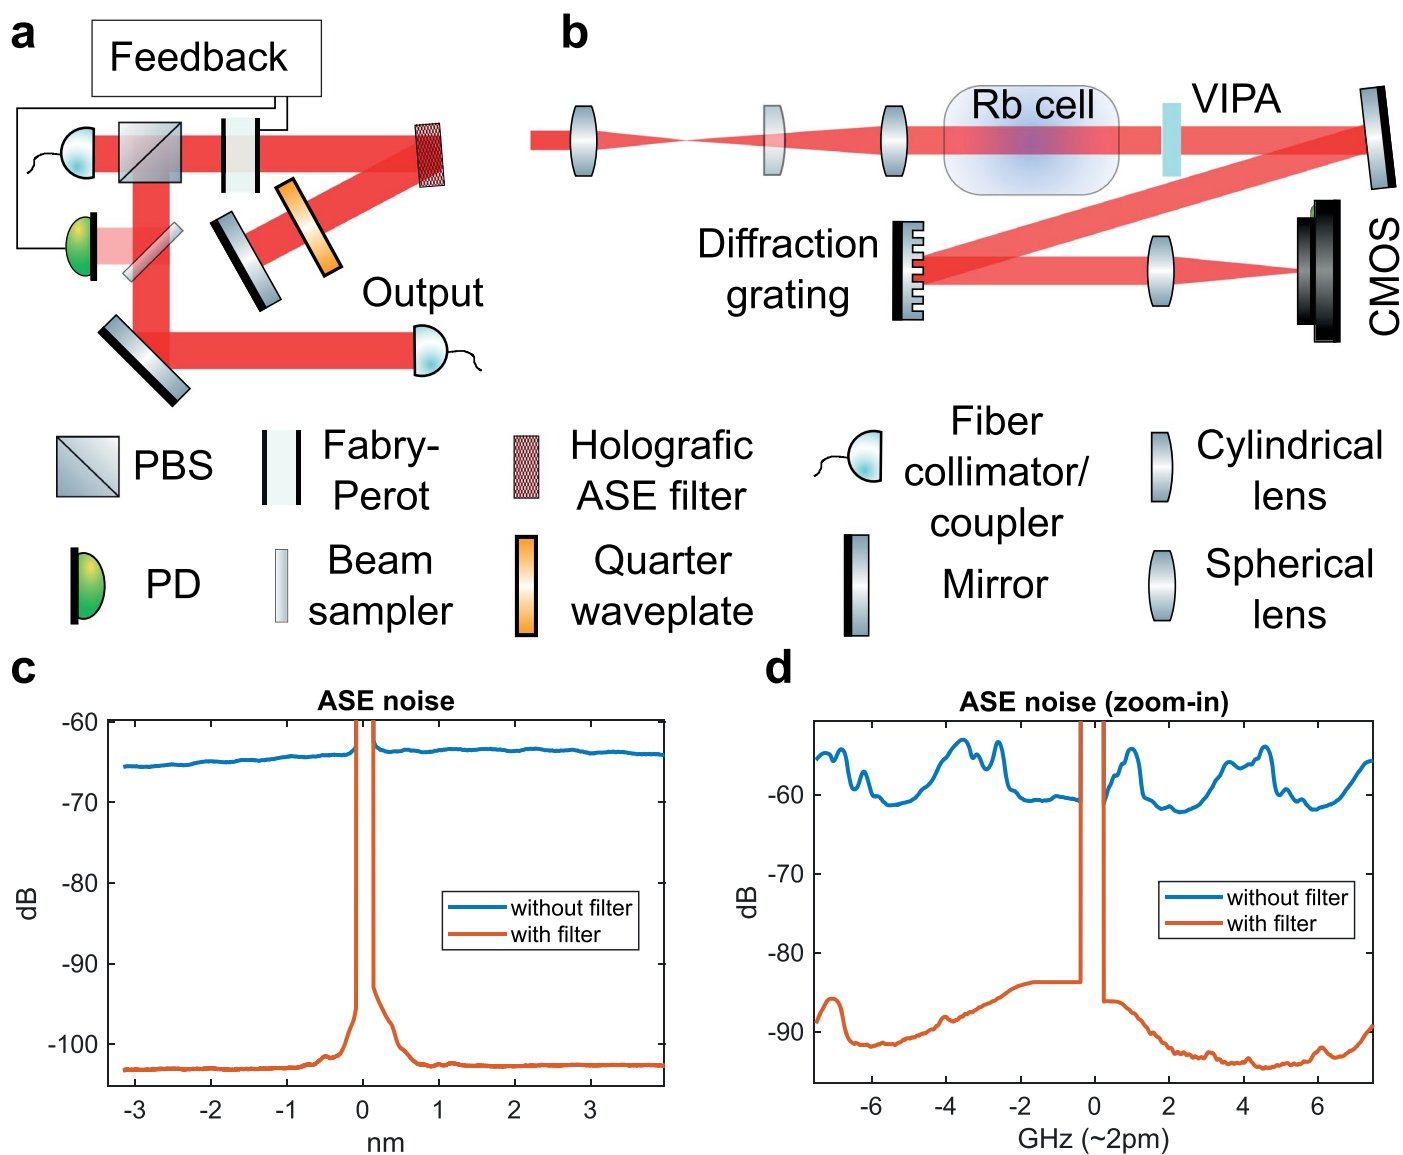 a
Feedback
Output
b
Rb cell
VIPA
Diffraction
grating
CMOS
PBS
Fabry-
Perot
Holografic
ASE filter
Fiber
collimator/
coupler
Cylindrical
lens
PD
Beam
sampler
Quarter
waveplate
Mirror
Spherical
lens
c
ASE noise
-60
-70
-80
-90
-100
dB
without filter
with filter
-3 -2 -1 0 1 2 3
nm
d
ASE noise (zoom-in)
-60
-70
-80
-90
dB
without filter
with filter
-6 -4 -2 0 2 4 6
GHz (~2pm)